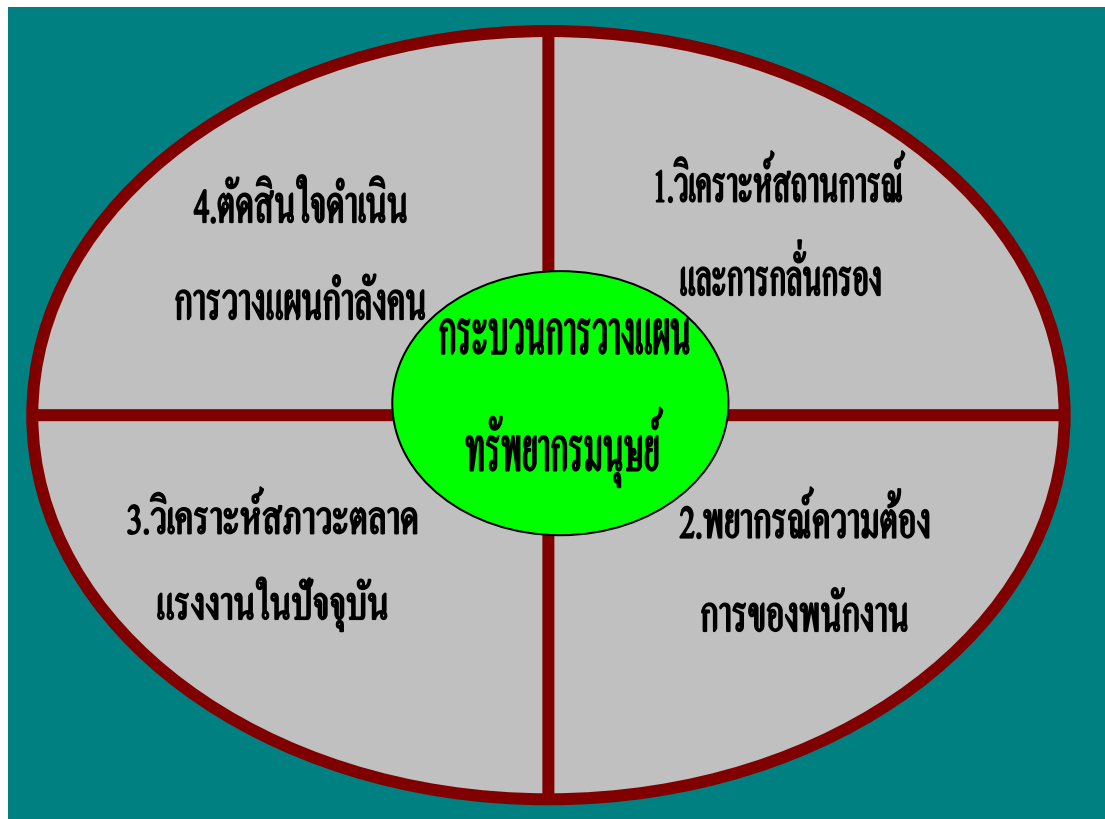 กระบวนการวางแผน
ทรัพยากรมนุษย์
1.วิเคราะห์สถานการณ์
และการกลั่นกรอง
2.พยากรณ์ความต้อง
การของพนักงาน
3.วิเคราะห์สภาวะตลาด
แรงงานในปัจจุบัน
4.ตัดสินใจดำเนิน
การวางแผนกำลังคน